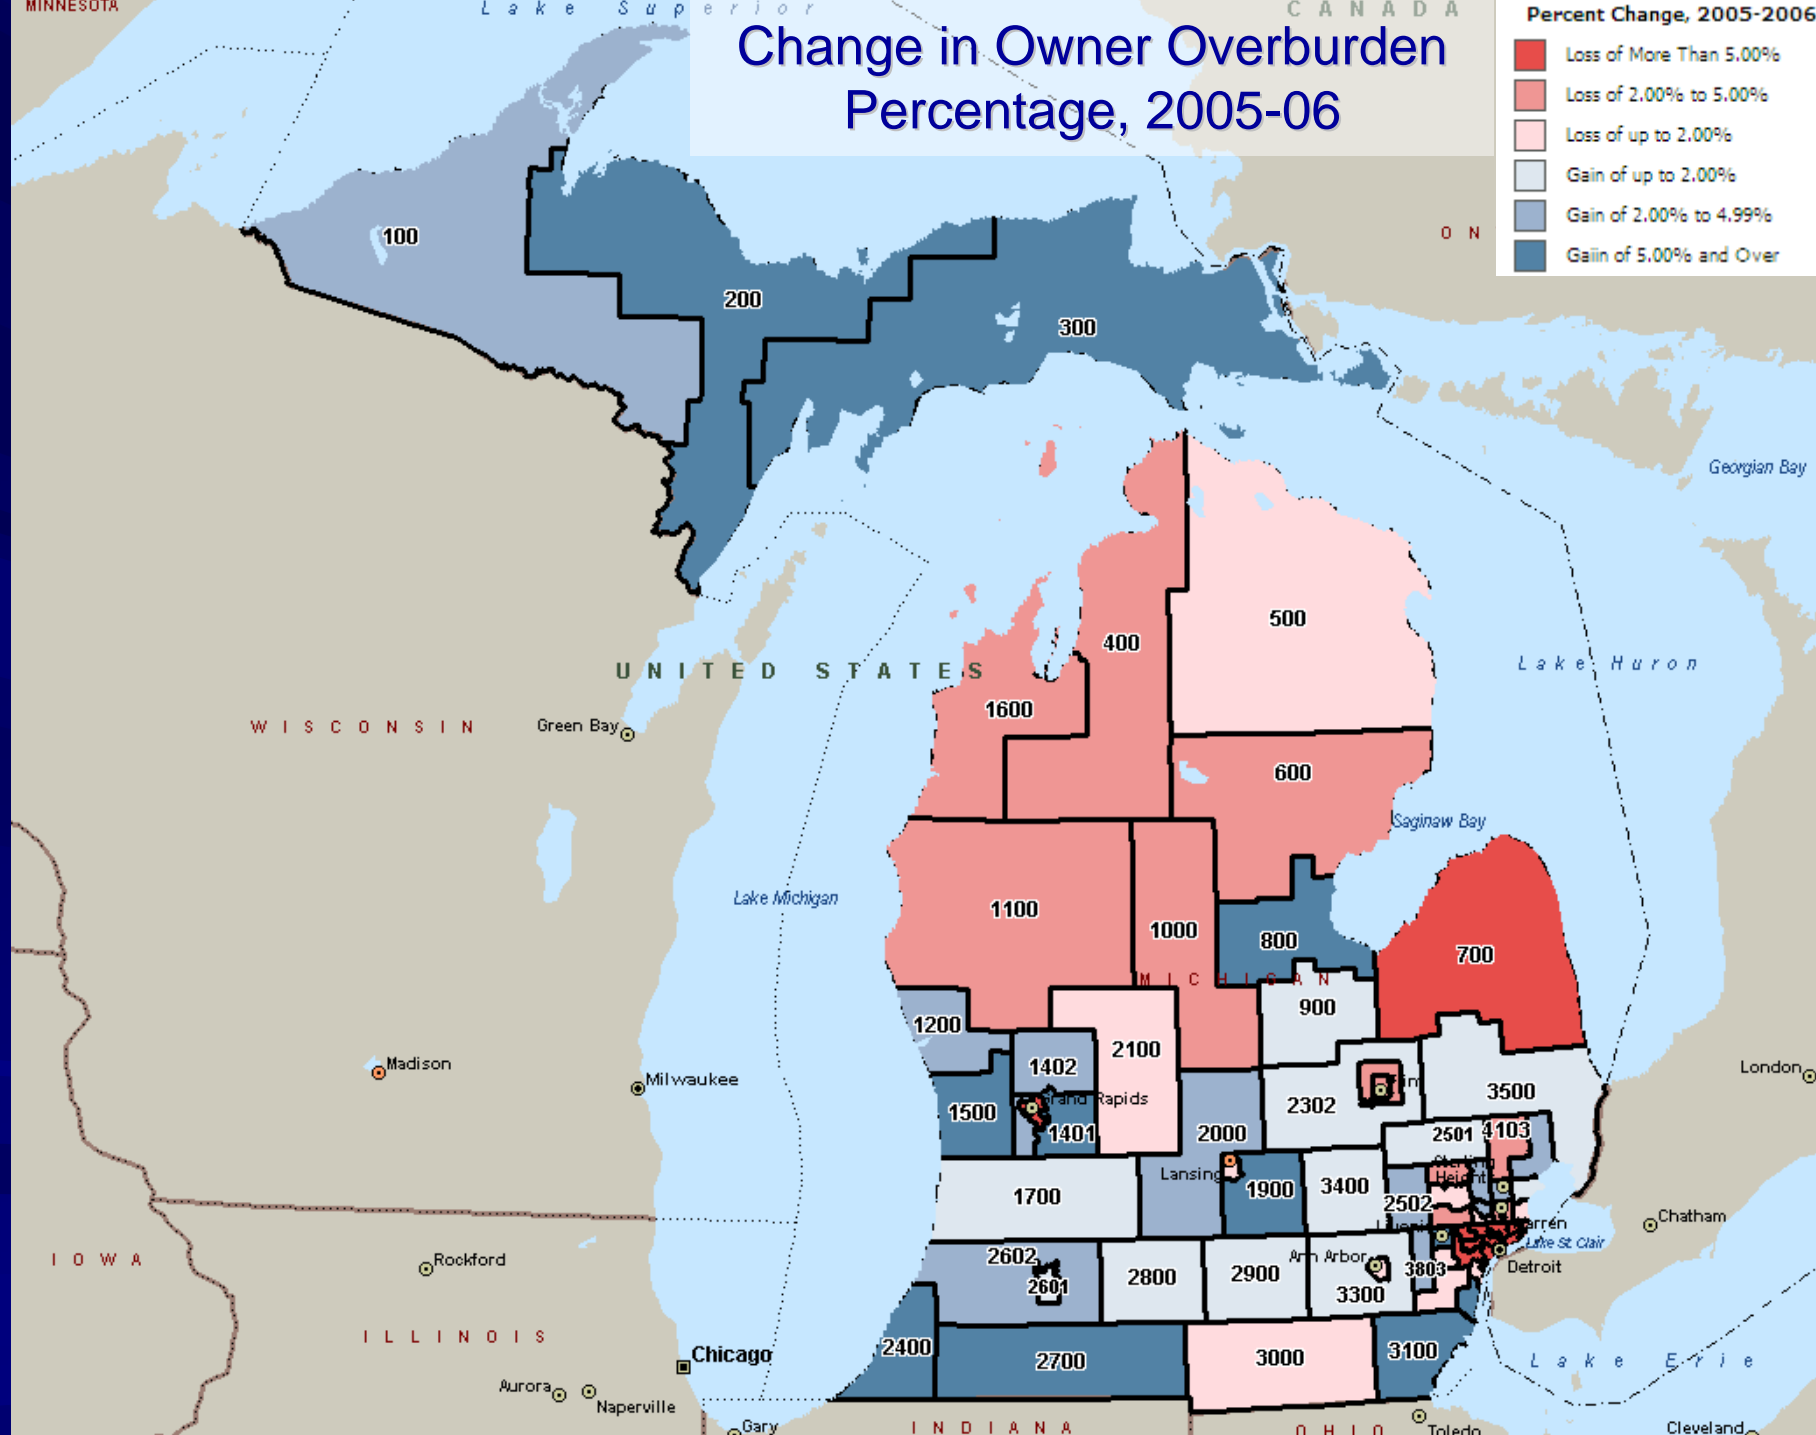 MINNESOTA
Lake Superior
CANADA
Change in Owner Overburden
Percentage, 2005-06
Percent Change, 2005-2006
Loss of More Than 5.00%
Loss of 2.00% to 5.00%
Loss of up to 2.00%
Gain of up to 2.00%
Gain of 2.00% to 4.99%
Gaiin of 5.00% and Over
ON
100
200
300
Georgian Bay
500
400
Lake Huron
UNITED STATES
1600
WISCONSIN
Green Bay
600
Saginaw Bay
Lake Michigan
1100
1000
800
700
MICHIGAN
900
1200
2100
1402
Madison
Milwaukee
London
3500
2302
Grand Rapids
1500
1401
2000
2501
4103
Lansing
1900
3400
2502
1700
Chatham
Lake St. Clair
IOWA
Rockford
2602
2601
2800
2900
Ann Arbor
3300
3803
Detroit
ILLINOIS
Chicago
2400
2700
3000
3100
Lake Erie
Aurora
Naperville
Gary
INDIANA
OHIO
Toledo
Cleveland